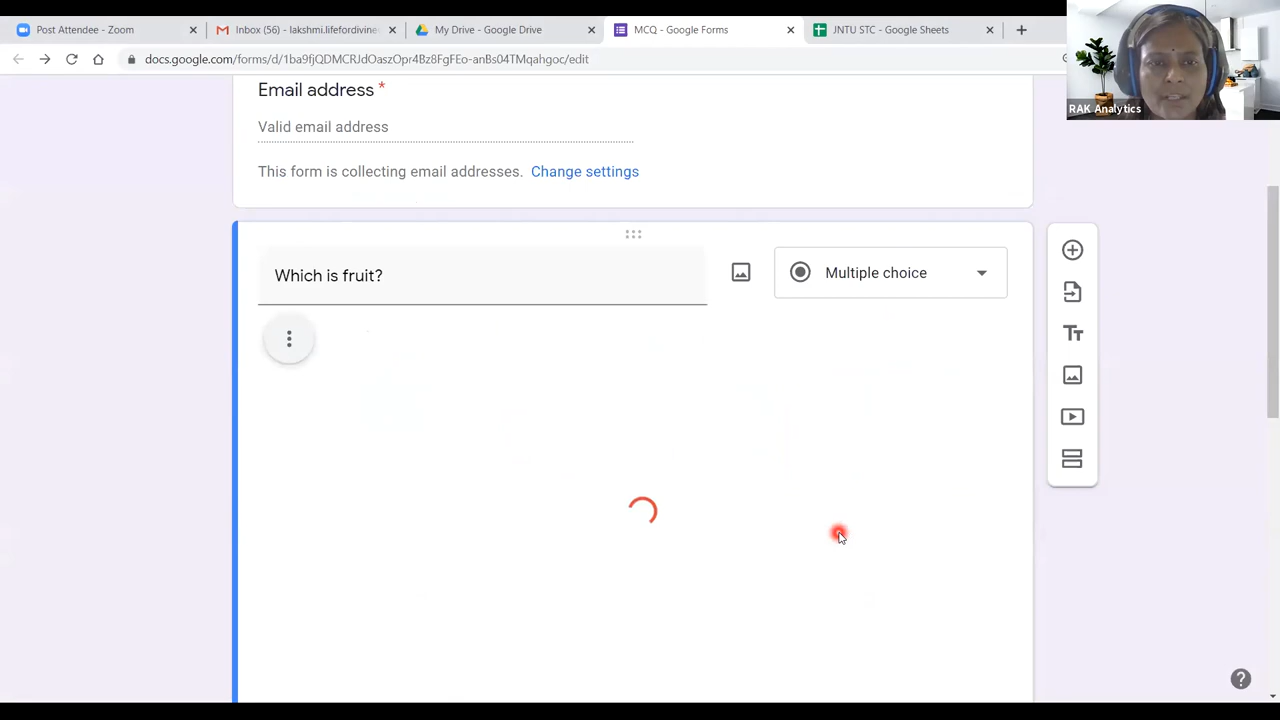 Post Attendee - Zoom
Inbox (56) - lakshmi.lifefordivine
My Drive - Google Drive
MCQ - Google Forms
JNTU STC - Google Sheets
docs.google.com/forms/d/1ba9fjQDMCRJdOaszOpr4Bz8FgFEo-anBs04TMqahgoc/edit
RAK Analytics
Email address *
Valid email address
This form is collecting email addresses. Change settings
Which is fruit?
Multiple choice